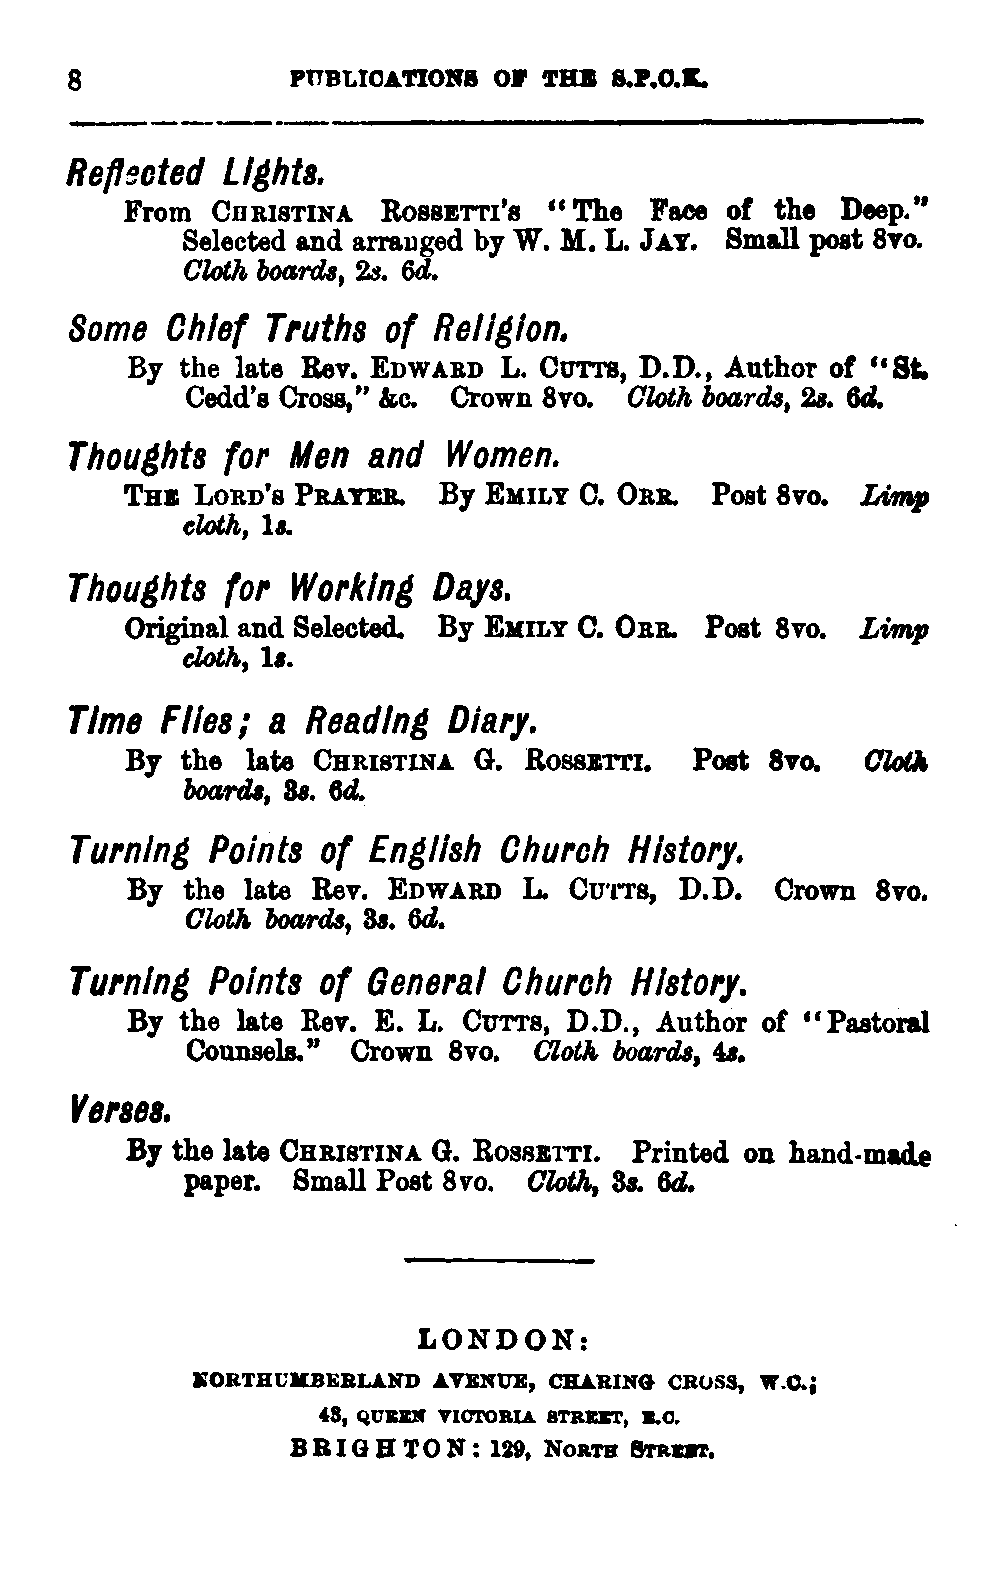 8 PUBLICATIONS OF THE S.P.C.K.
Reflected Lights.
From CHRISTINA ROSSETTI'S "The Face of the Deep."
Selected and arranged by W. M. L. JAY. Small post 8vo.
Cloth boards, 2s. 6d.
Some Chief Truths of Religion.
By the late Rev. EDWARD L. CUTTS, D.D., Author of "St.
Cedd's Cross," &c. Crown 8vo. Cloth boards, 2s. 6d.
Thoughts for Men and Women.
THE LORD'S PRAYER. By EMILY C. ORR. Post 8vo. Limp
cloth, 1s.
Thoughts for Working Days.
Original and Selected. By EMILY C. ORR. Post 8vo. Limp
cloth, 1s.
Time Flies; a Reading Diary.
By the late CHRISTINA G. ROSSETTI. Post 8vo. Cloth
boards, 3s. 6d.
Turning Points of English Church History.
By the late Rev. EDWARD L. CUTTS, D.D. Crown 8vo.
Cloth boards, 3s. 6d.
Turning Points of General Church History.
By the late Rev. E. L. CUTTS, D.D., Author of "Pastoral
Counsels." Crown 8vo. Cloth boards, 4s.
Verses.
By the late CHRISTINA G. ROSSETTI. Printed on hand-made
paper. Small Post 8vo. Cloth, 3s. 6d.
LONDON:
NORTHUMBERLAND AVENUE, CHARING CROSS, W.C.;
43, QUEEN VICTORIA STREET, E.C.
BRIGHTON: 129, NORTH STREET.